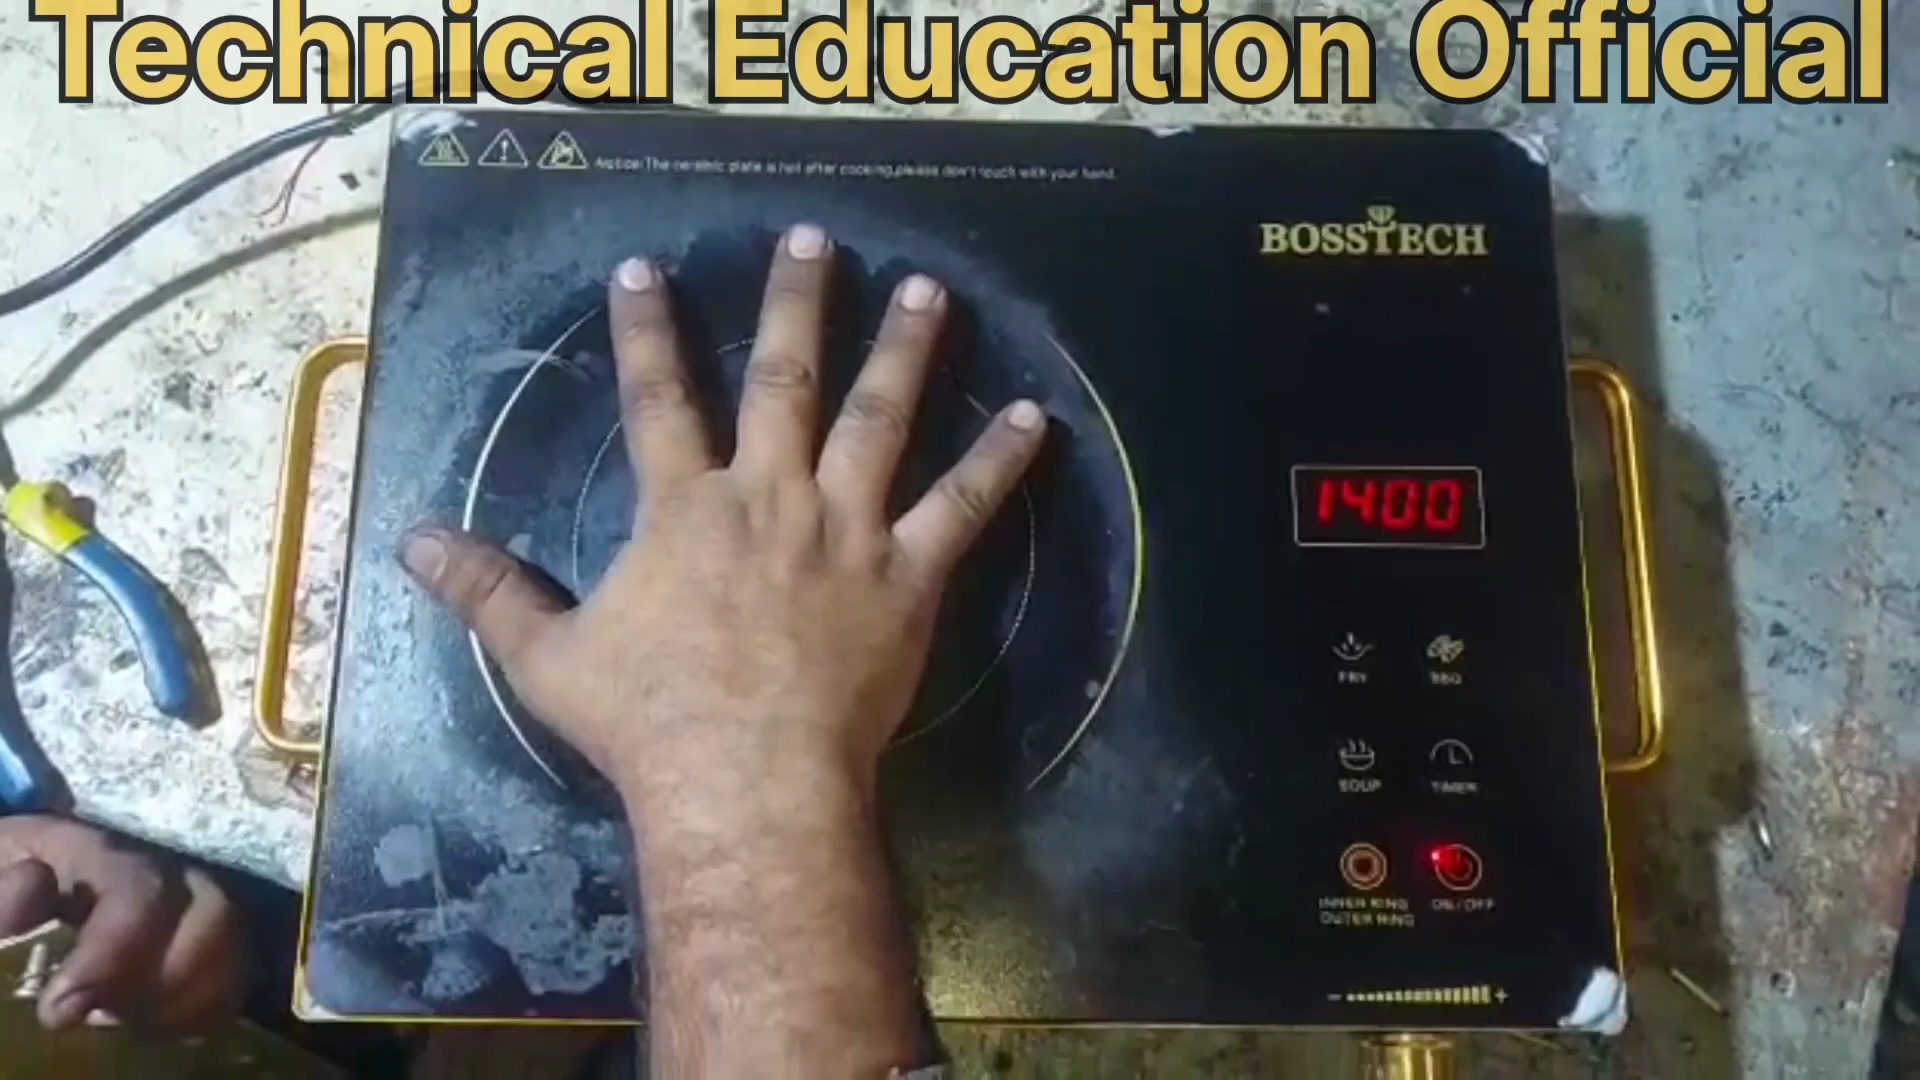 Technical Education Official
Notice:The ceramic plate is hot after cooking,please don't touch with your hand.
BOSSTECH
1400
FRY
BBQ
SOUP
TIMER
INNER RING
OUTER RING
ON/OFF
- +